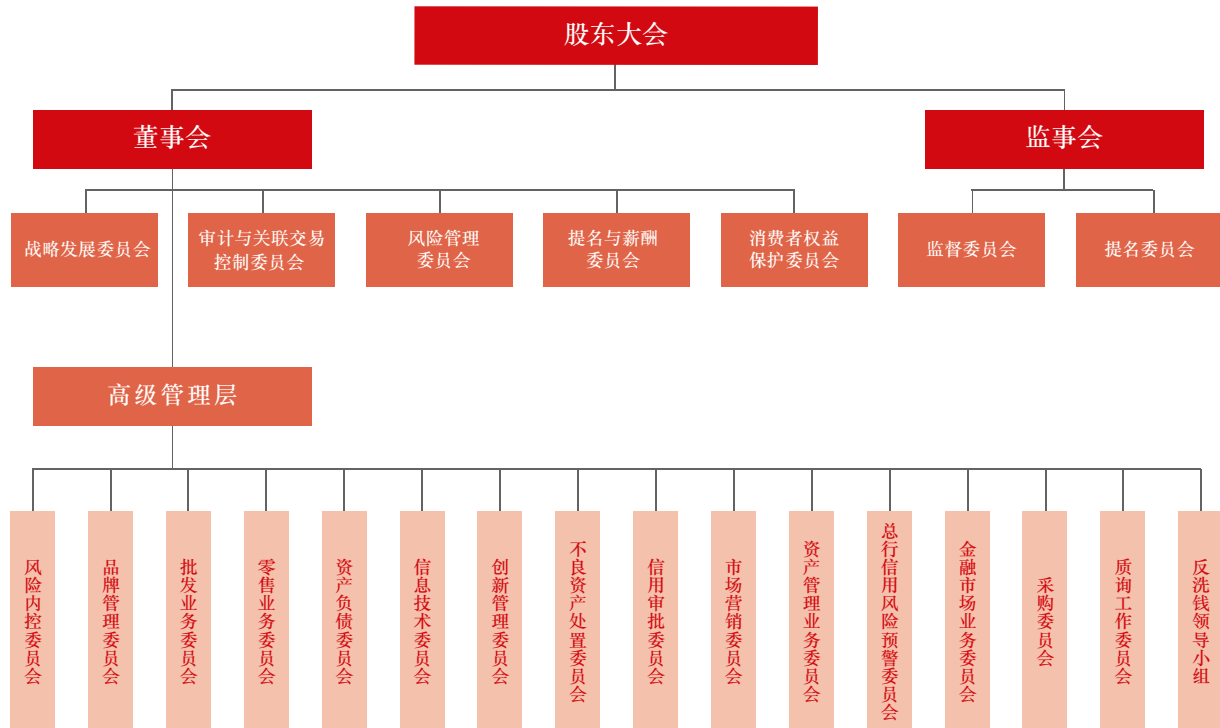 股东大会
董事会
监事会
战略发展委员会
审计与关联交易
控制委员会
风险管理
委员会
提名与薪酬
委员会
消费者权益
保护委员会
监督委员会
提名委员会
高级管理层
风险内控委员会
品牌管理委员会
批发业务委员会
零售业务委员会
资产负债委员会
信息技术委员会
创新管理委员会
不良资产处置委员会
信用审批委员会
市场营销委员会
资产管理业务委员会
总行信用风险预警委员会
金融市场业务委员会
采购委员会
质询工作委员会
反洗钱领导小组